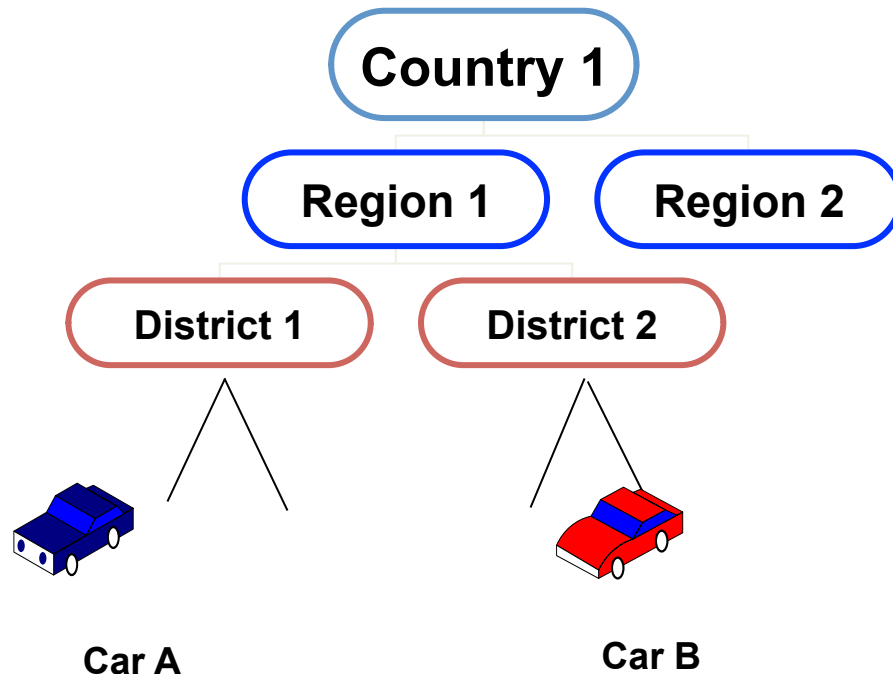 Country 1
Region 1
Region 2
District 1
District 2
Car A
Car B